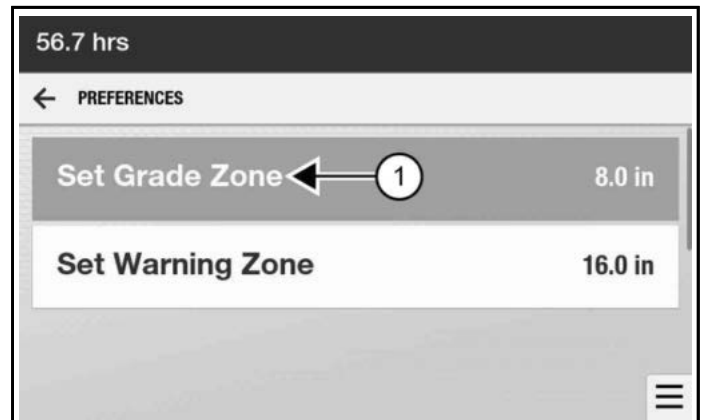 56.7 hrs
← PREFERENCES
Set Grade Zone 1 8.0 in
Set Warning Zone 16.0 in